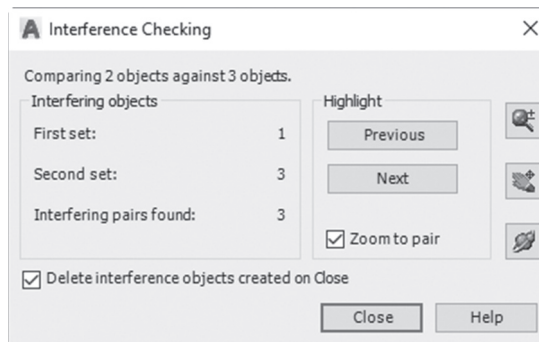 Interference Checking
Comparing 2 objects against 3 objects.
Interfering objects
First set: 1
Second set: 3
Interfering pairs found: 3
Highlight
Previous
Next
Zoom to pair
Delete interference objects created on Close
Close
Help